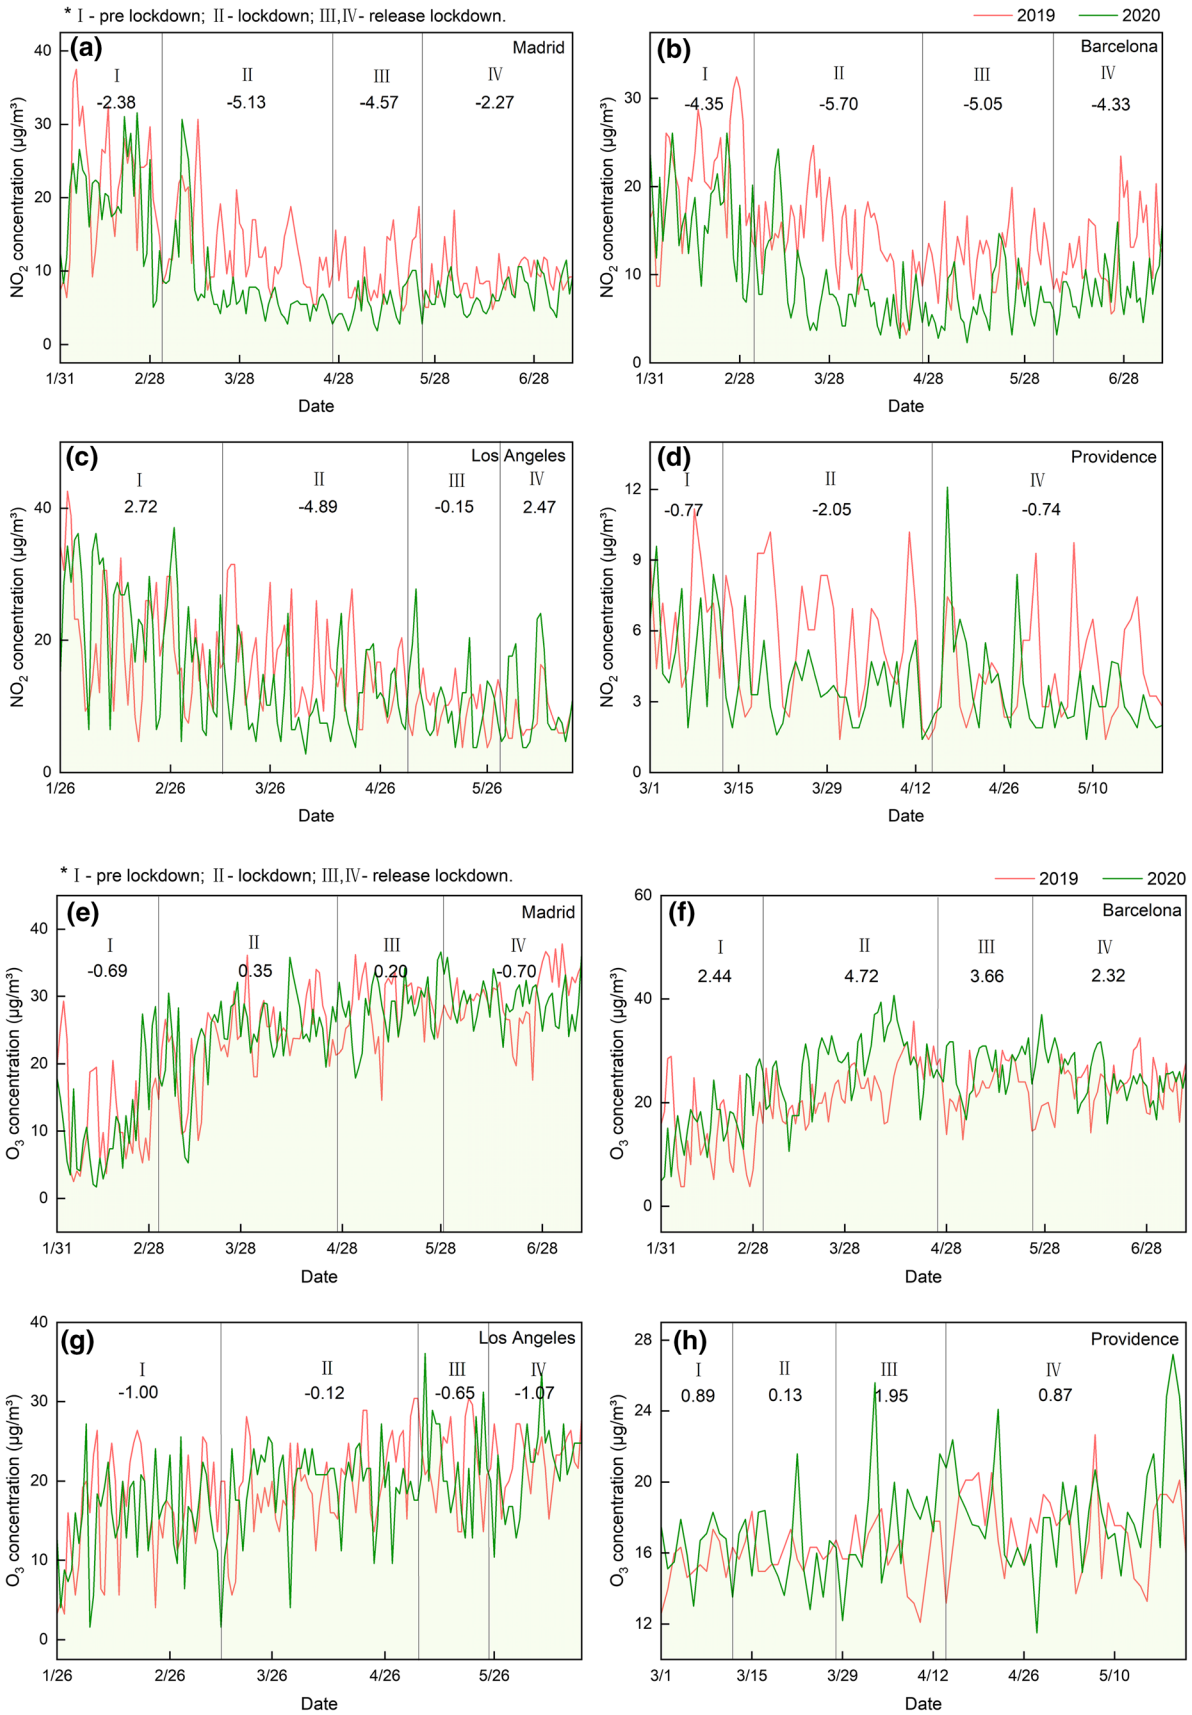 * Ⅰ - pre lockdown; Ⅱ - lockdown; Ⅲ,Ⅳ - release lockdown.
2019 2020
(a) Madrid
Ⅰ Ⅱ Ⅲ Ⅳ
-2.38 -5.13 -4.57 -2.27
NO2 concentration (μg/m³)
40
30
20
10
0
1/31 2/28 3/28 4/28 5/28 6/28
Date
(b) Barcelona
Ⅰ Ⅱ Ⅲ Ⅳ
-4.35 -5.70 -5.05 -4.33
NO2 concentration (μg/m³)
30
20
10
0
1/31 2/28 3/28 4/28 5/28 6/28
Date
(c) Los Angeles
Ⅰ Ⅱ Ⅲ Ⅳ
2.72 -4.89 -0.15 2.47
NO2 concentration (μg/m³)
40
20
0
1/26 2/26 3/26 4/26 5/26
Date
(d) Providence
Ⅰ Ⅱ Ⅳ
-0.77 -2.05 -0.74
NO2 concentration (μg/m³)
12
9
6
3
0
3/1 3/15 3/29 4/12 4/26 5/10
Date
* Ⅰ - pre lockdown; Ⅱ - lockdown; Ⅲ,Ⅳ - release lockdown.
2019 2020
(e) Madrid
Ⅰ Ⅱ Ⅲ Ⅳ
-0.69 0.35 0.20 -0.70
O3 concentration (μg/m³)
40
30
20
10
0
1/31 2/28 3/28 4/28 5/28 6/28
Date
(f) Barcelona
Ⅰ Ⅱ Ⅲ Ⅳ
2.44 4.72 3.66 2.32
O3 concentration (μg/m³)
60
40
20
0
1/31 2/28 3/28 4/28 5/28 6/28
Date
(g) Los Angeles
Ⅰ Ⅱ Ⅲ Ⅳ
-1.00 -0.12 -0.65 -1.07
O3 concentration (μg/m³)
40
30
20
10
0
1/26 2/26 3/26 4/26 5/26
Date
(h) Providence
Ⅰ Ⅱ Ⅲ Ⅳ
0.89 0.13 1.95 0.87
O3 concentration (μg/m³)
28
24
20
16
12
3/1 3/15 3/29 4/12 4/26 5/10
Date